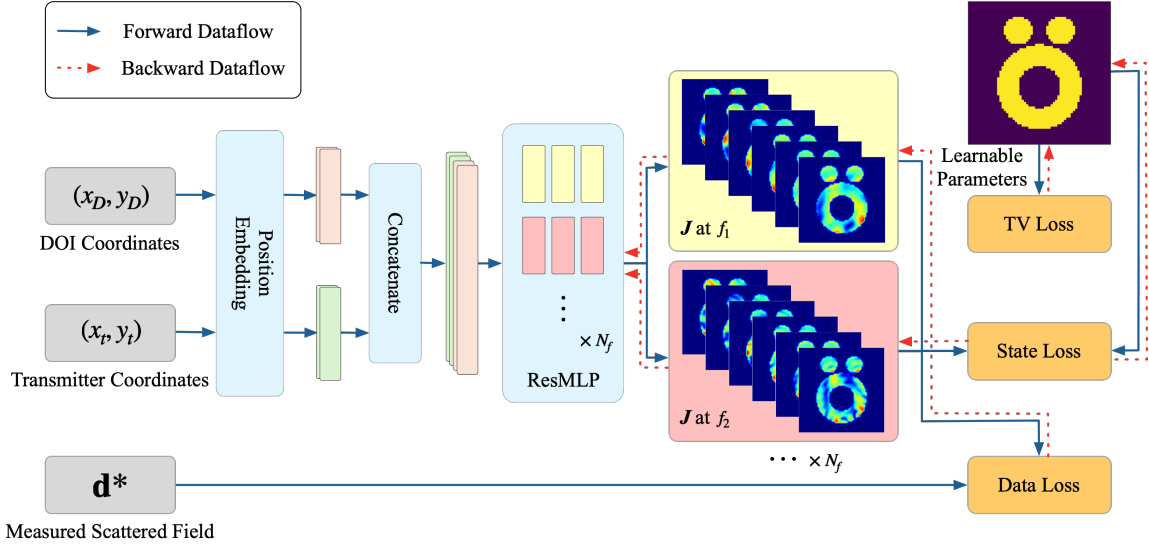 Forward Dataflow
Backward Dataflow
(x_D, y_D)
DOI Coordinates
(x_t, y_t)
Transmitter Coordinates
d*
Measured Scattered Field
Position
Embedding
Concatenate
⋮
× N_f
ResMLP
J at f_1
J at f_2
⋯ × N_f
Learnable
Parameters
TV Loss
State Loss
Data Loss